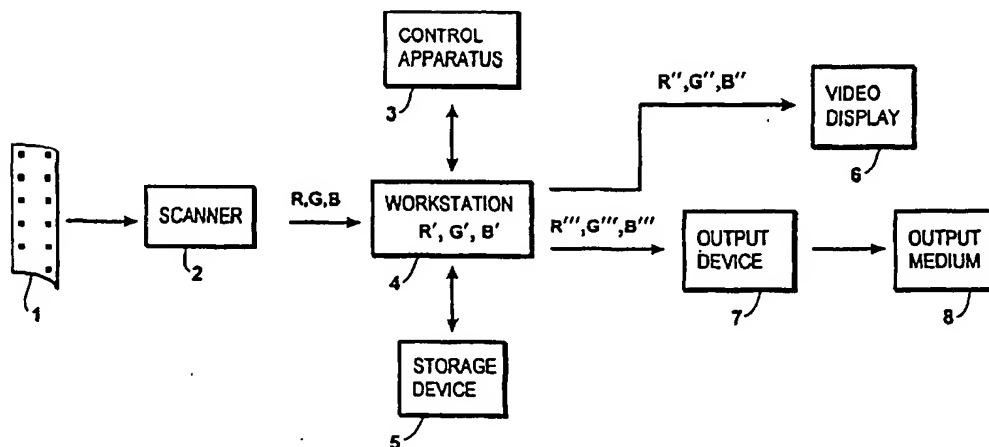 CONTROL
APPARATUS
3
R'',G'',B''
VIDEO
DISPLAY
6
1
SCANNER
2
R,G,B
WORKSTATION
R', G', B'
4
R''',G''',B'''
OUTPUT
DEVICE
7
OUTPUT
MEDIUM
8
STORAGE
DEVICE
5